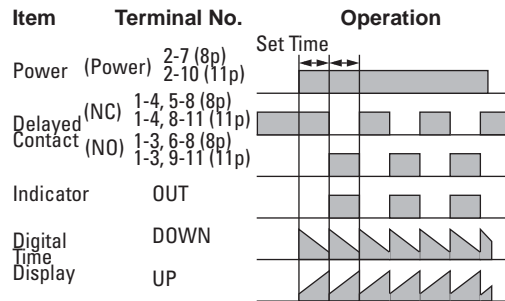 Item Terminal No. Operation
Set Time
Power (Power) 2-7 (8p)
2-10 (11p)
Delayed
Contact
(NC) 1-4, 5-8 (8p)
1-4, 8-11 (11p)
(NO) 1-3, 6-8 (8p)
1-3, 9-11 (11p)
Indicator OUT
Digital
Time
Display
DOWN
UP